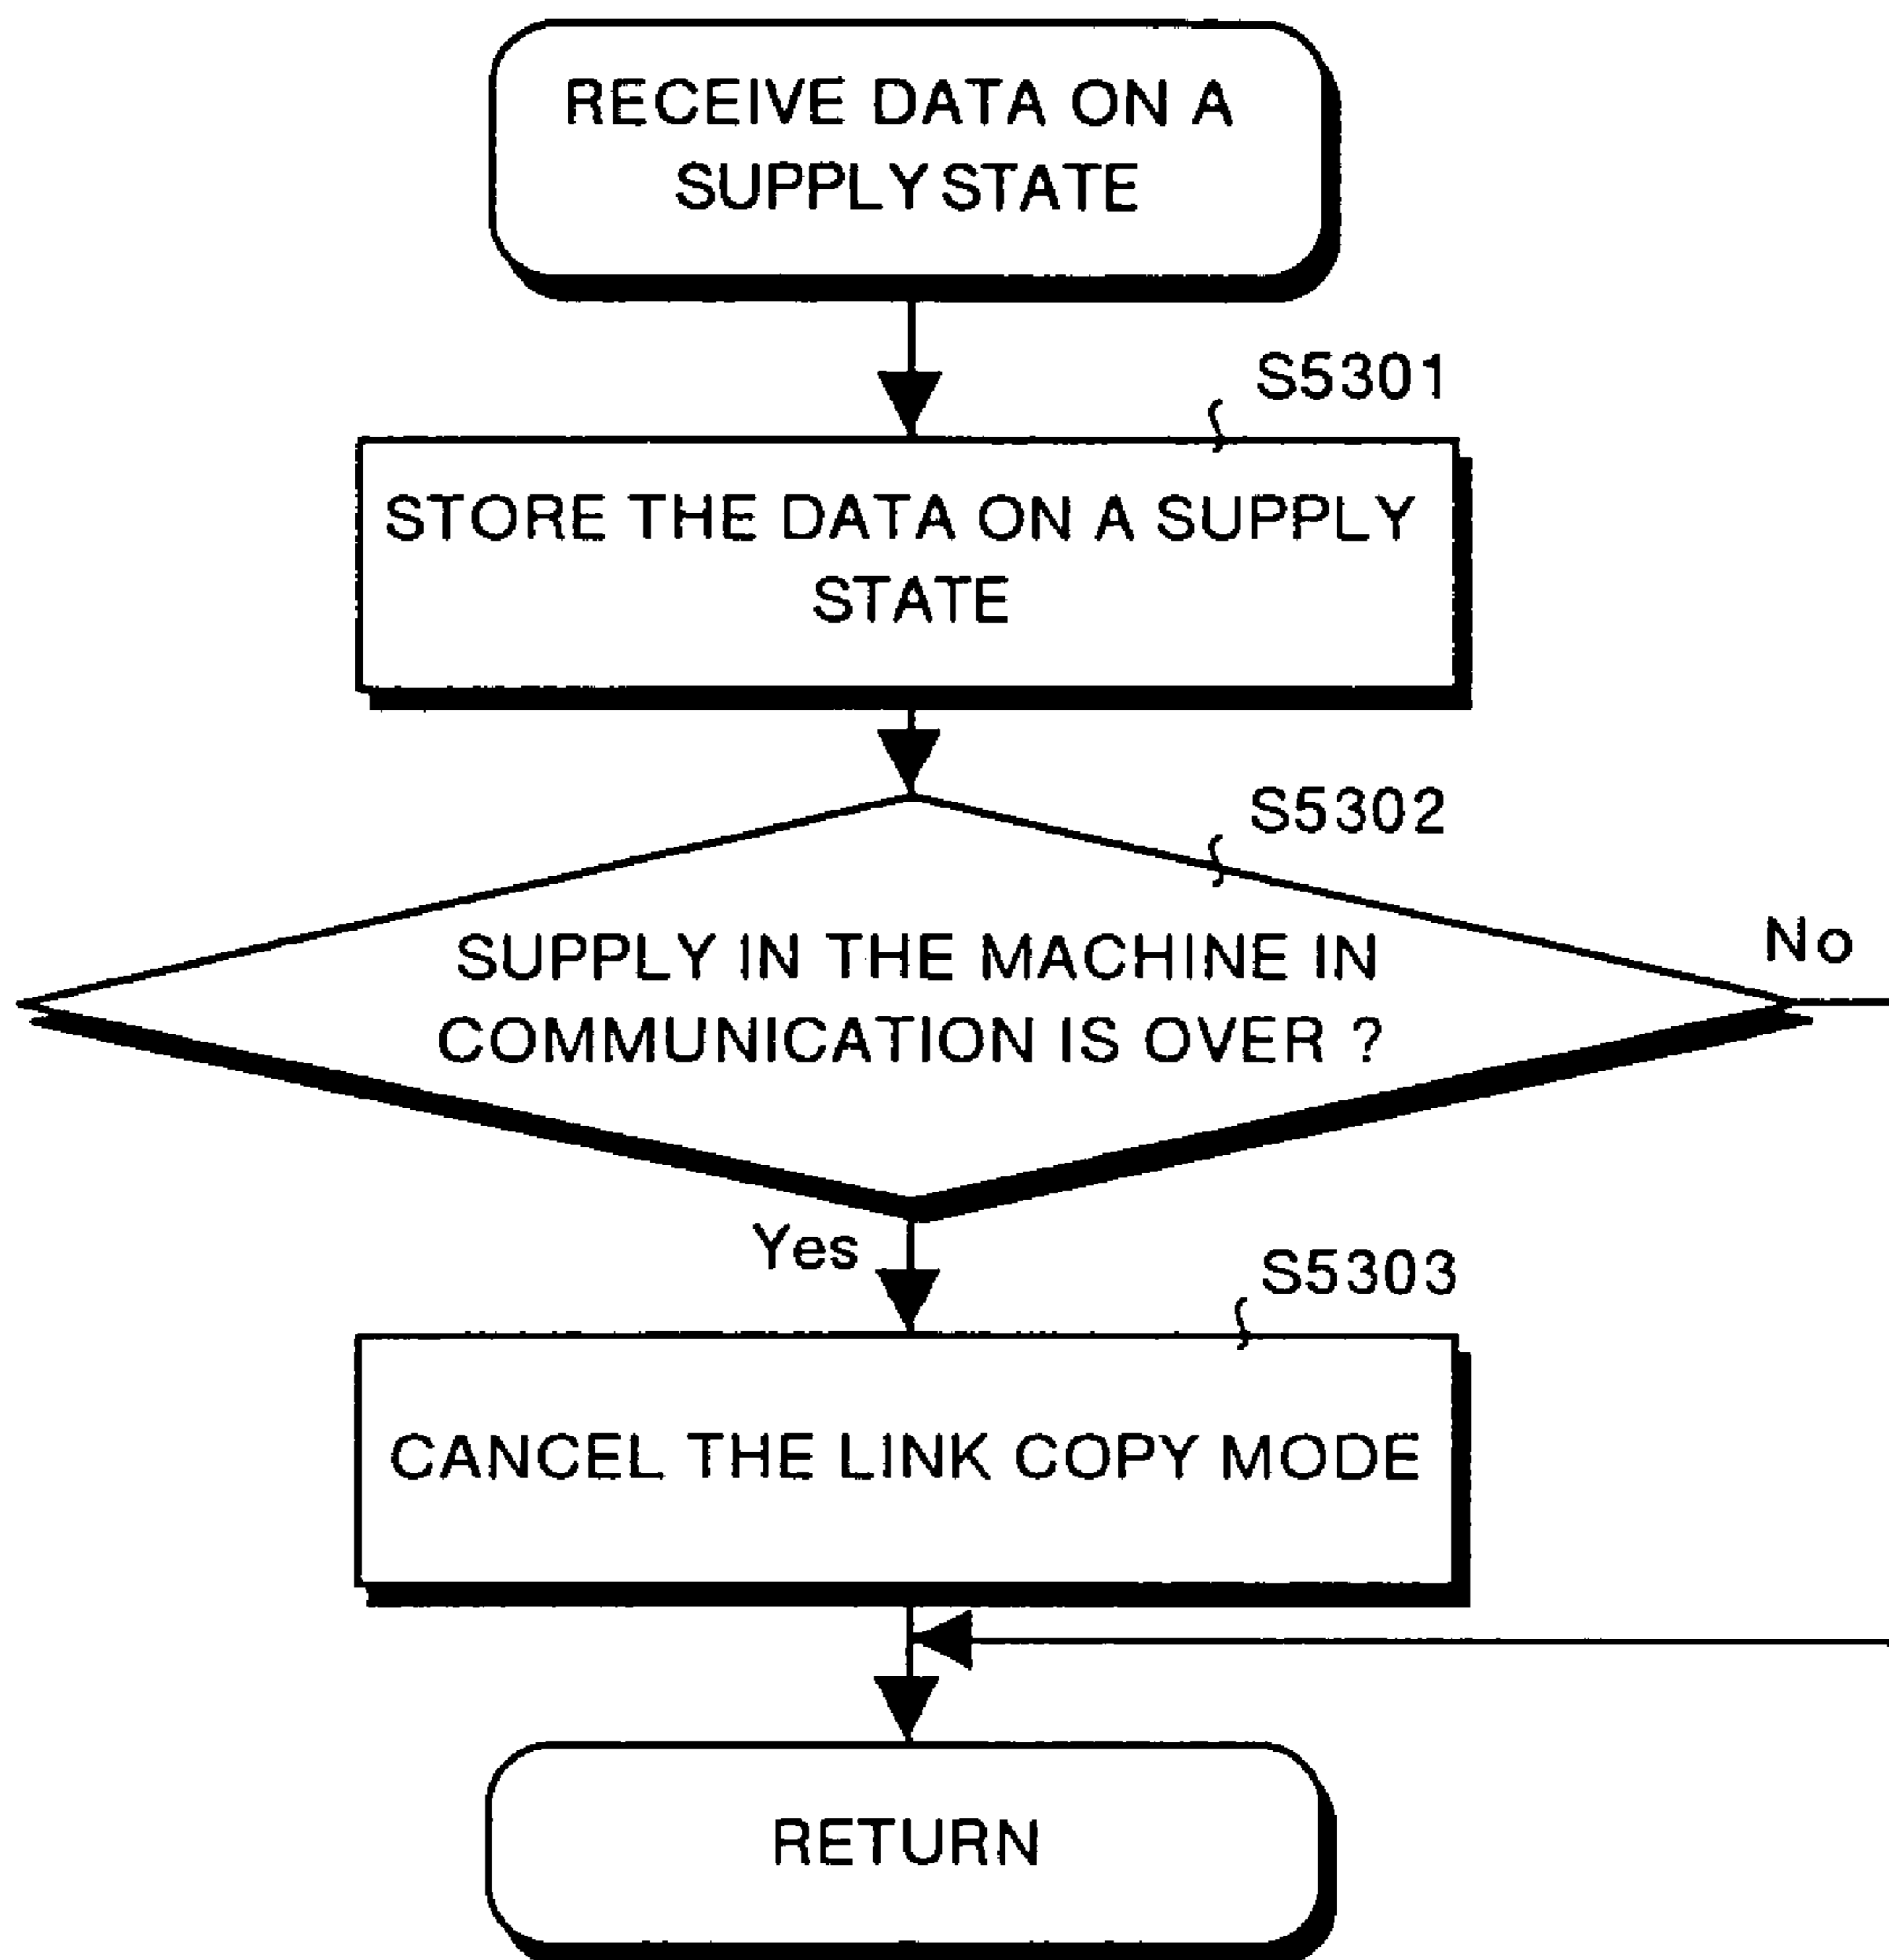 RECEIVE DATA ON A
SUPPLY STATE
S5301
STORE THE DATA ON A SUPPLY
STATE
S5302
No
SUPPLY IN THE MACHINE IN
COMMUNICATION IS OVER ?
Yes
S5303
CANCEL THE LINK COPY MODE
RETURN